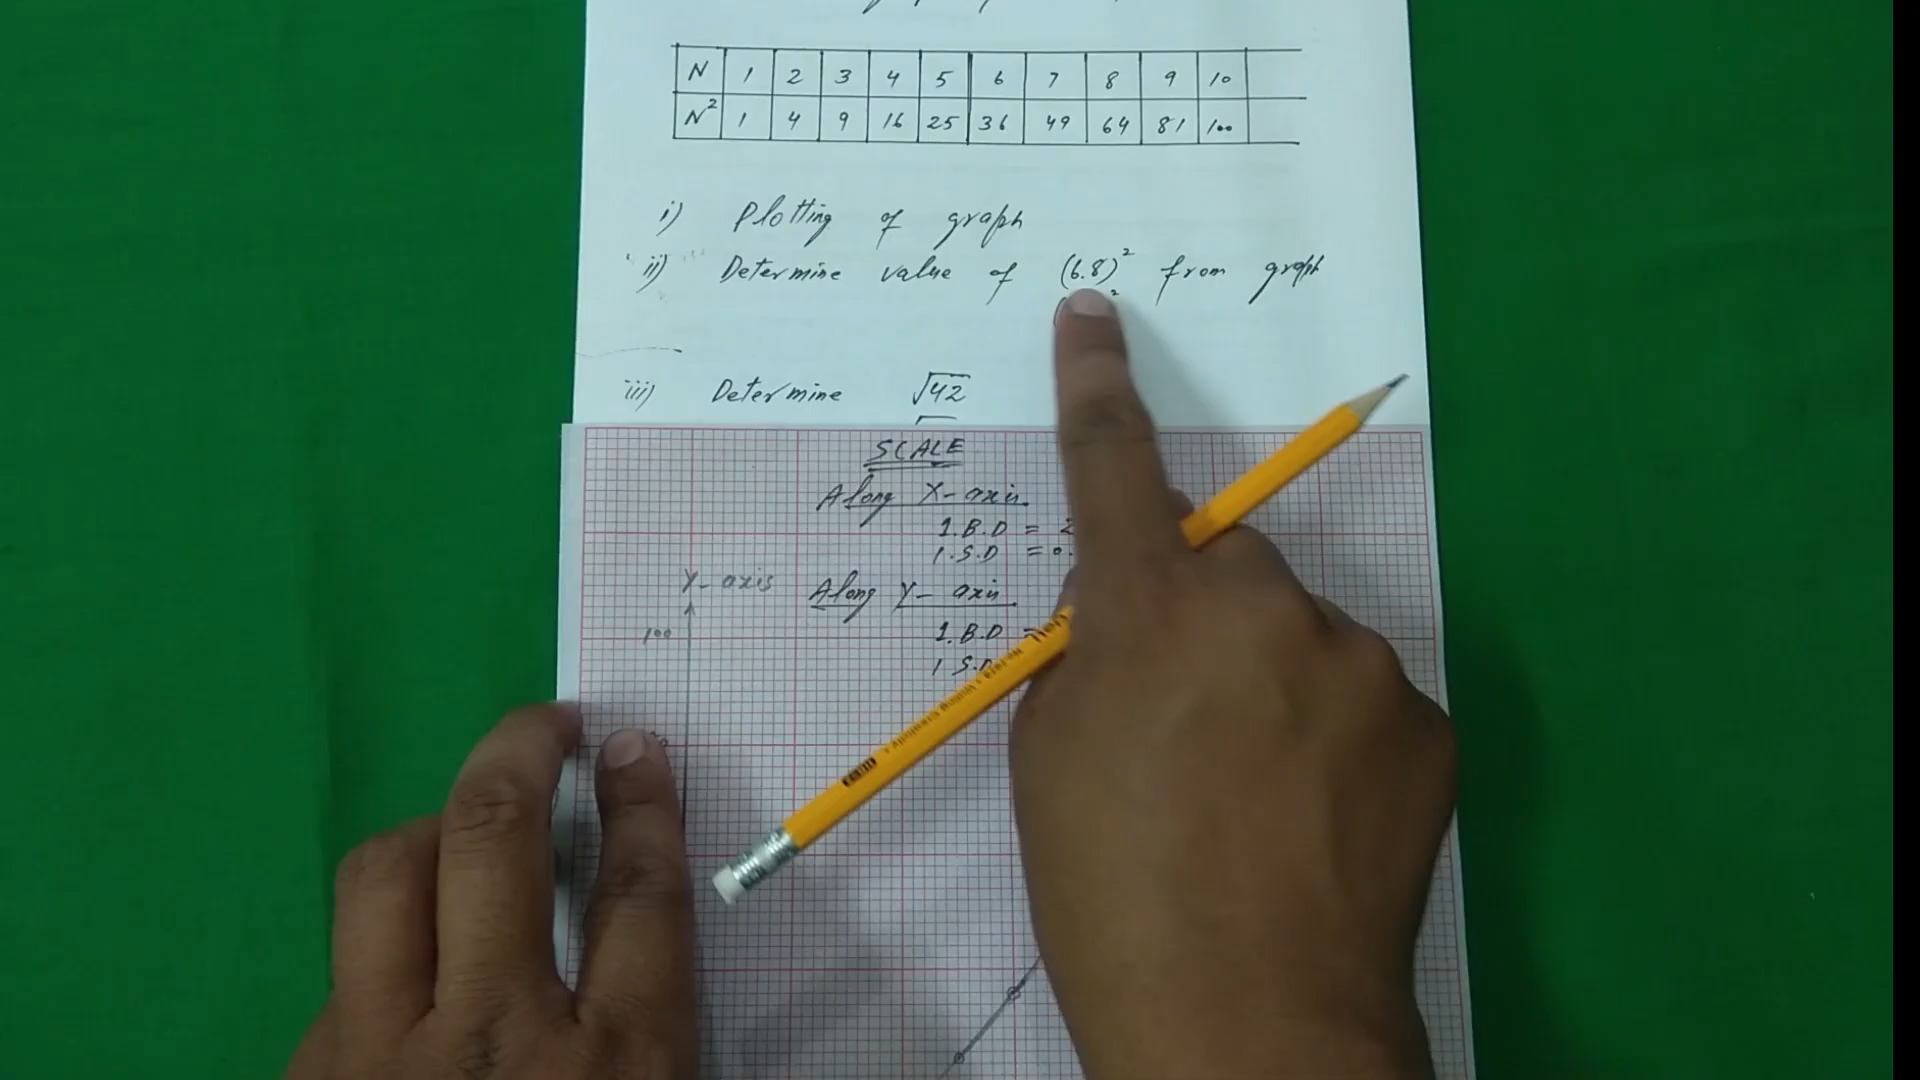 N 1 2 3 4 5 6 7 8 9 10
N² 1 4 9 16 25 36 49 64 81 100
i) Plotting of graph
ii) Determine value of (6.8)² from graph
iii) Determine √42
SCALE
Along X-axis
1.B.D = 2
1.S.D = 0.
Y-axis
Along Y-axis
100
1.B.D =
1 S.D